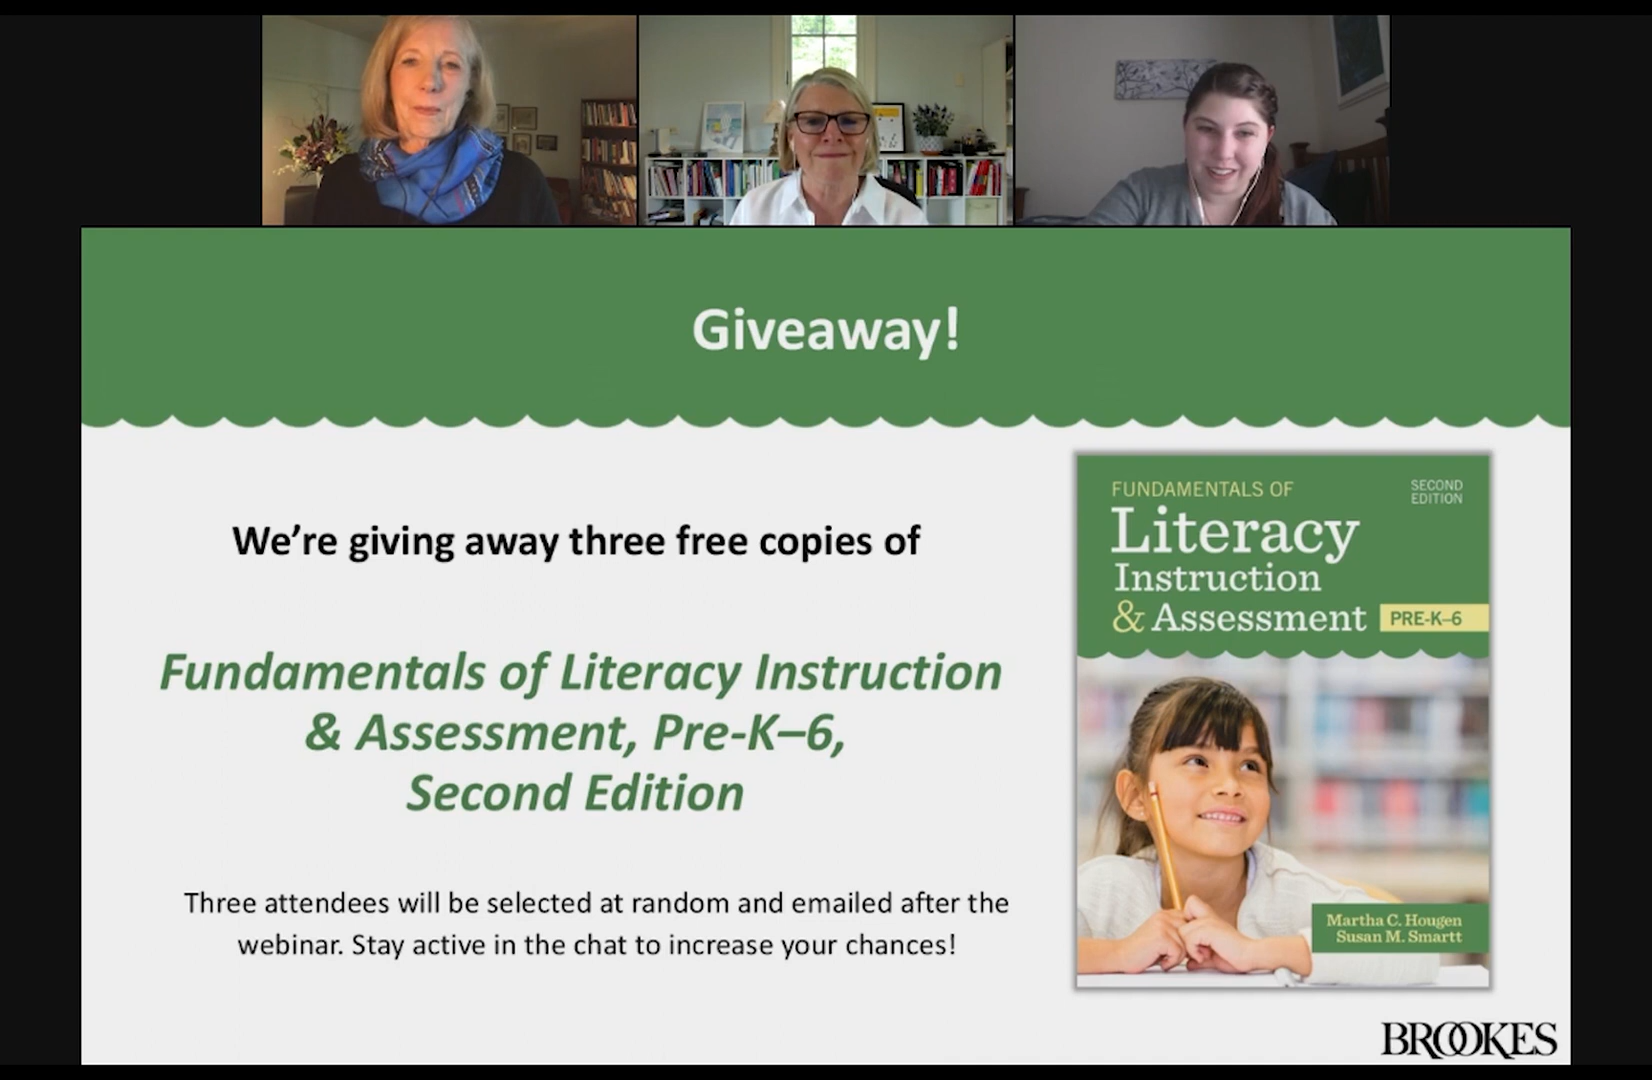 Giveaway!
We're giving away three free copies of
Fundamentals of Literacy Instruction
& Assessment, Pre-K–6,
Second Edition
Three attendees will be selected at random and emailed after the
webinar. Stay active in the chat to increase your chances!
FUNDAMENTALS OF
SECOND
EDITION
Literacy
Instruction
& Assessment
PRE-K–6
Martha C. Hougen
Susan M. Smartt
BROOKES